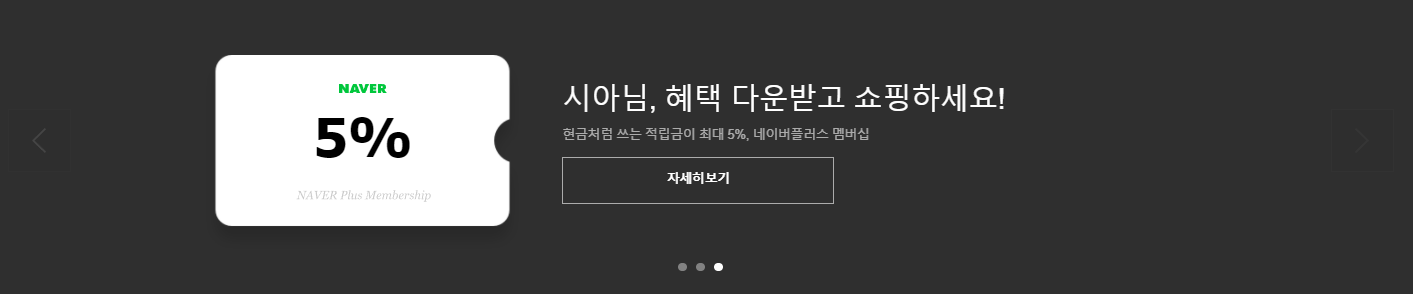 NAVER
5%
NAVER Plus Membership
시아님, 혜택 다운받고 쇼핑하세요!
현금처럼 쓰는 적립금이 최대 5%, 네이버플러스 멤버십
자세히보기